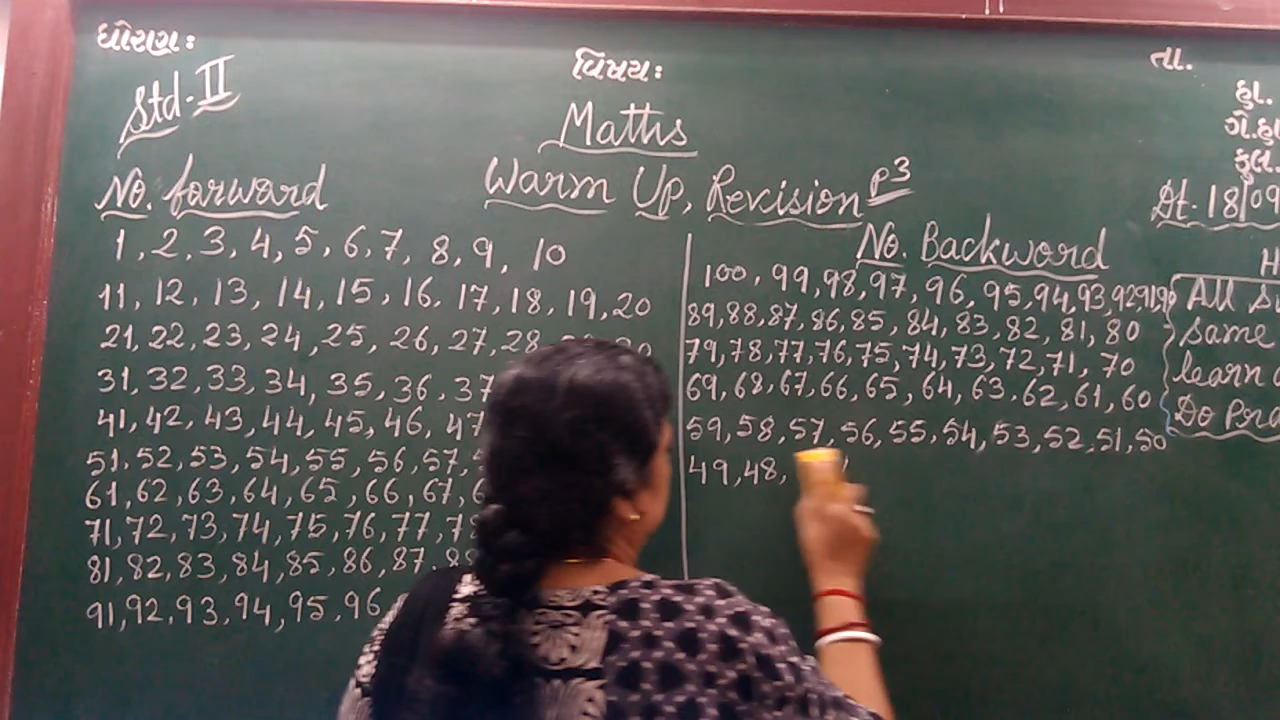 ધોરણ:
વિષય:
તા.
Std. II
હા.
Maths
ગે.હા
કુલ.
No. forward
Warm Up, Revision P3
Dt. 18/09
No. Backword
1, 2, 3, 4, 5, 6, 7, 8, 9, 10
11, 12, 13, 14, 15, 16, 17, 18, 19, 20
21, 22, 23, 24, 25, 26, 27, 28
31, 32, 33, 34, 35, 36, 37
41, 42, 43, 44, 45, 46, 47
51, 52, 53, 54, 55, 56, 57,
61, 62, 63, 64, 65, 66, 67,
71, 72, 73, 74, 75, 76, 77, 78
81, 82, 83, 84, 85, 86, 87, 88
91, 92, 93, 94, 95, 96
100, 99, 98, 97, 96, 95, 94, 93, 92, 91, 90
89, 88, 87, 86, 85, 84, 83, 82, 81, 80
79, 78, 77, 76, 75, 74, 73, 72, 71, 70
69, 68, 67, 66, 65, 64, 63, 62, 61, 60
59, 58, 57, 56, 55, 54, 53, 52, 51, 50
49, 48,
H
All
same
learn
Do